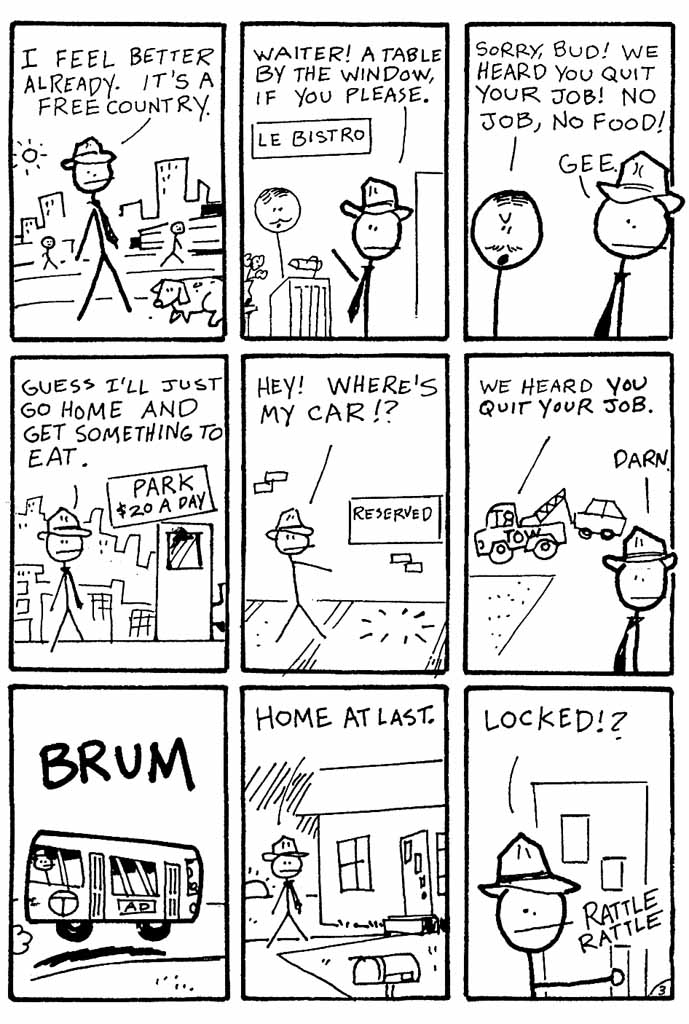 I FEEL BETTER
ALREADY. IT'S A
FREE COUNTRY.
WAITER! A TABLE
BY THE WINDOW,
IF YOU PLEASE.
LE BISTRO
SORRY, BUD! WE
HEARD YOU QUIT
YOUR JOB! NO
JOB, NO FOOD!
GEE.
GUESS I'LL JUST
GO HOME AND
GET SOMETHING TO
EAT.
PARK
$20 A DAY
HEY! WHERE'S
MY CAR!?
RESERVED
WE HEARD YOU
QUIT YOUR JOB.
DARN.
TOW
BRUM
T
AD
HOME AT LAST.
LOCKED!?
RATTLE
RATTLE
3